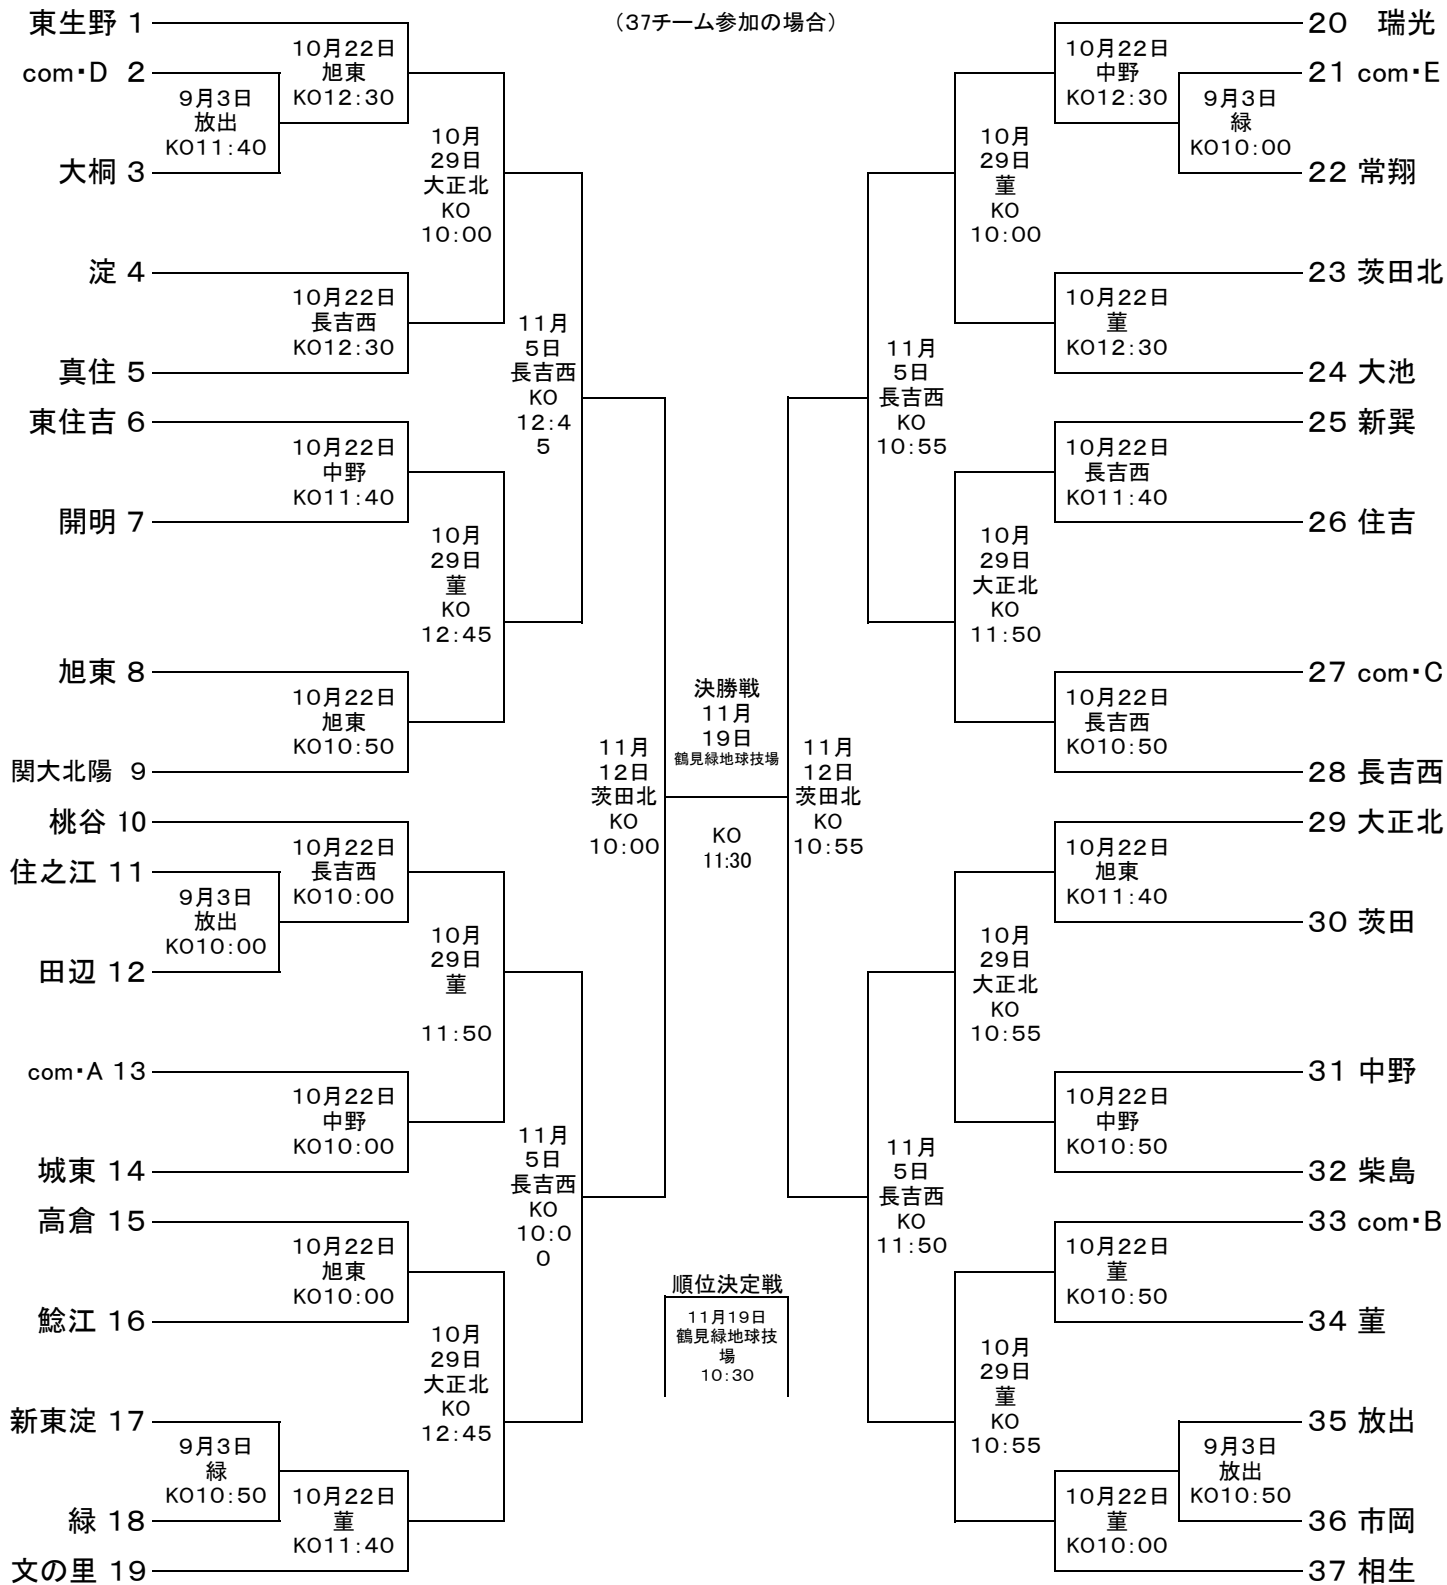 (37チーム参加の場合)
東生野 1
10月22日
旭東
KO12:30
com・D 2
9月3日
放出
KO11:40
大桐 3
10月
29日
大正北
KO
10:00
淀 4
10月22日
長吉西
KO12:30
真住 5
11月
5日
長吉西
KO
12:4
5
東住吉 6
10月22日
中野
KO11:40
開明 7
10月
29日
菫
KO
12:45
旭東 8
10月22日
旭東
KO10:50
関大北陽 9
11月
12日
茨田北
KO
10:00
桃谷 10
10月22日
長吉西
KO10:00
住之江 11
9月3日
放出
KO10:00
田辺 12
10月
29日
菫
11:50
com・A 13
10月22日
中野
KO10:00
城東 14
11月
5日
長吉西
KO
10:0
0
高倉 15
10月22日
旭東
KO10:00
鯰江 16
10月
29日
大正北
KO
12:45
新東淀 17
9月3日
緑
KO10:50
緑 18
10月22日
菫
KO11:40
文の里 19
決勝戦
11月
19日
鶴見緑地球技場
KO
11:30
順位決定戦
11月19日
鶴見緑地球技
場
10:30
20 瑞光
10月22日
中野
KO12:30
21 com・E
9月3日
緑
KO10:00
22 常翔
10月
29日
菫
KO
10:00
23 茨田北
10月22日
菫
KO12:30
24 大池
11月
5日
長吉西
KO
10:55
25 新巽
10月22日
長吉西
KO11:40
26 住吉
10月
29日
大正北
KO
11:50
27 com・C
10月22日
長吉西
KO10:50
28 長吉西
11月
12日
茨田北
KO
10:55
29 大正北
10月22日
旭東
KO11:40
30 茨田
10月
29日
大正北
KO
10:55
31 中野
10月22日
中野
KO10:50
32 柴島
11月
5日
長吉西
KO
11:50
33 com・B
10月22日
菫
KO10:50
34 菫
10月
29日
菫
KO
10:55
35 放出
9月3日
放出
KO10:50
36 市岡
10月22日
菫
KO10:00
37 相生